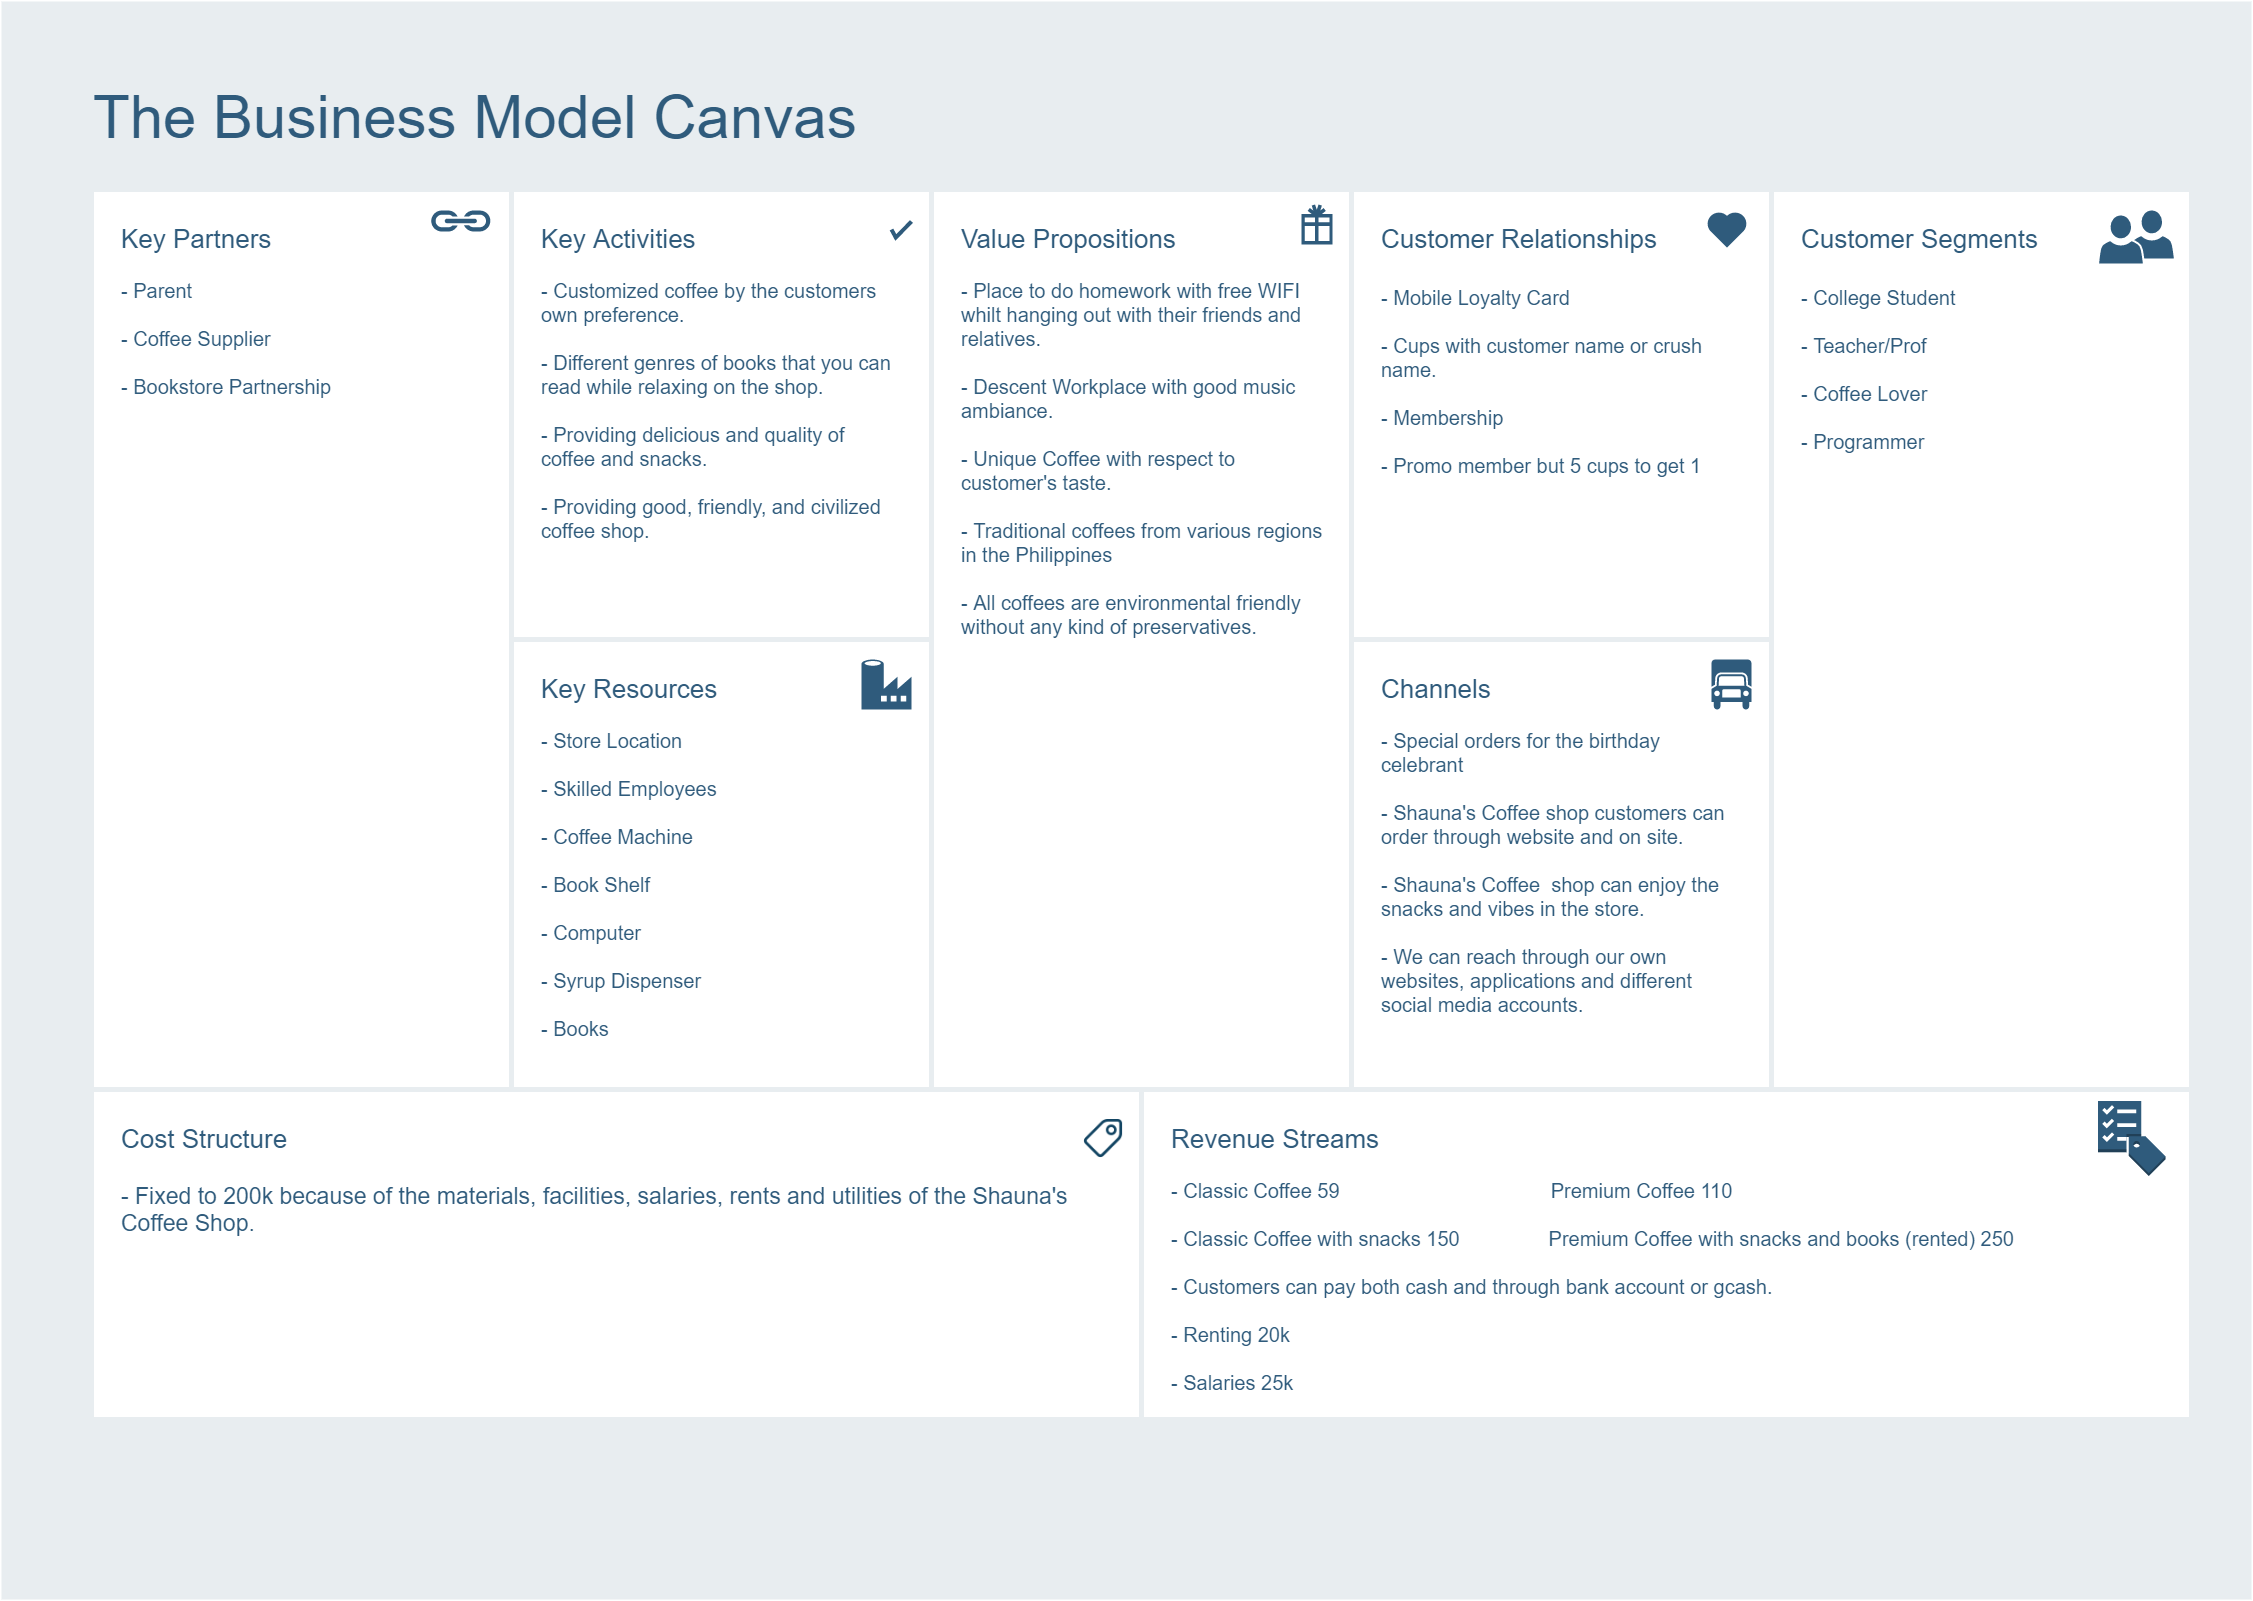 The Business Model Canvas
Key Partners
- Parent
- Coffee Supplier
- Bookstore Partnership
Key Activities
- Customized coffee by the customers
own preference.
- Different genres of books that you can
read while relaxing on the shop.
- Providing delicious and quality of
coffee and snacks.
- Providing good, friendly, and civilized
coffee shop.
Key Resources
- Store Location
- Skilled Employees
- Coffee Machine
- Book Shelf
- Computer
- Syrup Dispenser
- Books
Value Propositions
- Place to do homework with free WIFI
whilt hanging out with their friends and
relatives.
- Descent Workplace with good music
ambiance.
- Unique Coffee with respect to
customer's taste.
- Traditional coffees from various regions
in the Philippines
- All coffees are environmental friendly
without any kind of preservatives.
Customer Relationships
- Mobile Loyalty Card
- Cups with customer name or crush
name.
- Membership
- Promo member but 5 cups to get 1
Channels
- Special orders for the birthday
celebrant
- Shauna's Coffee shop customers can
order through website and on site.
- Shauna's Coffee  shop can enjoy the
snacks and vibes in the store.
- We can reach through our own
websites, applications and different
social media accounts.
Customer Segments
- College Student
- Teacher/Prof
- Coffee Lover
- Programmer
Cost Structure
- Fixed to 200k because of the materials, facilities, salaries, rents and utilities of the Shauna's
Coffee Shop.
Revenue Streams
- Classic Coffee 59 Premium Coffee 110
- Classic Coffee with snacks 150 Premium Coffee with snacks and books (rented) 250
- Customers can pay both cash and through bank account or gcash.
- Renting 20k
- Salaries 25k